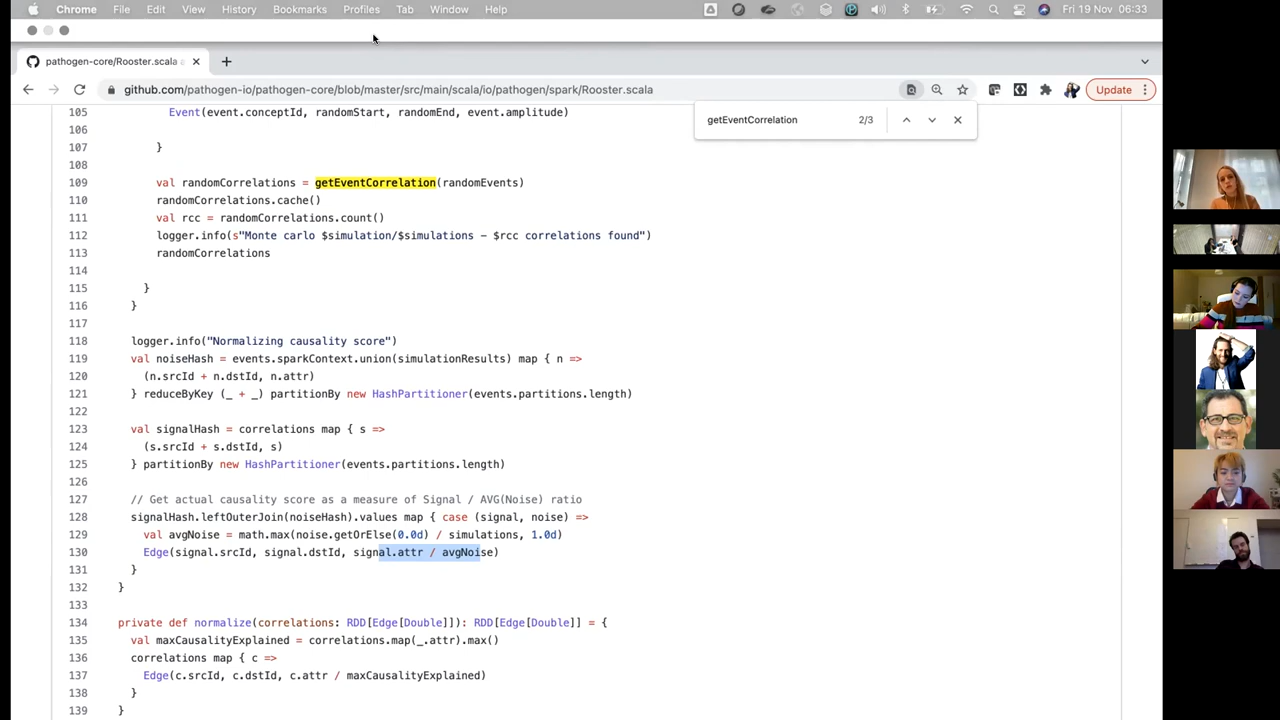 Chrome File Edit View History Bookmarks Profiles Tab Window Help Fri 19 Nov 06:33
pathogen-core/Rooster.scala
github.com/pathogen-io/pathogen-core/blob/master/src/main/scala/io/pathogen/spark/Rooster.scala Update
getEventCorrelation 2/3
105 Event(event.conceptId, randomStart, randomEnd, event.amplitude)
106
107 }
108
109 val randomCorrelations = getEventCorrelation(randomEvents)
110 randomCorrelations.cache()
111 val rcc = randomCorrelations.count()
112 logger.info(s"Monte carlo $simulation/$simulations - $rcc correlations found")
113 randomCorrelations
114
115 }
116 }
117
118 logger.info("Normalizing causality score")
119 val noiseHash = events.sparkContext.union(simulationResults) map { n =>
120 (n.srcId + n.dstId, n.attr)
121 } reduceByKey (_ + _) partitionBy new HashPartitioner(events.partitions.length)
122
123 val signalHash = correlations map { s =>
124 (s.srcId + s.dstId, s)
125 } partitionBy new HashPartitioner(events.partitions.length)
126
127 // Get actual causality score as a measure of Signal / AVG(Noise) ratio
128 signalHash.leftOuterJoin(noiseHash).values map { case (signal, noise) =>
129 val avgNoise = math.max(noise.getOrElse(0.0d) / simulations, 1.0d)
130 Edge(signal.srcId, signal.dstId, signal.attr / avgNoise)
131 }
132 }
133
134 private def normalize(correlations: RDD[Edge[Double]]): RDD[Edge[Double]] = {
135 val maxCausalityExplained = correlations.map(_.attr).max()
136 correlations map { c =>
137 Edge(c.srcId, c.dstId, c.attr / maxCausalityExplained)
138 }
139 }